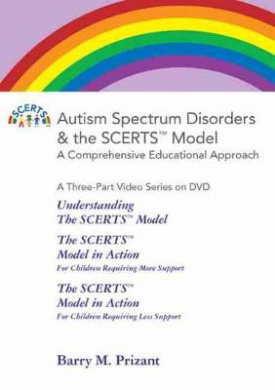 SCERTS
Autism Spectrum Disorders
& the SCERTS™ Model
A Comprehensive Educational Approach
A Three-Part Video Series on DVD
Understanding
The SCERTS™ Model
The SCERTS™
Model in Action
For Children Requiring More Support
The SCERTS™
Model in Action
For Children Requiring Less Support
Barry M. Prizant